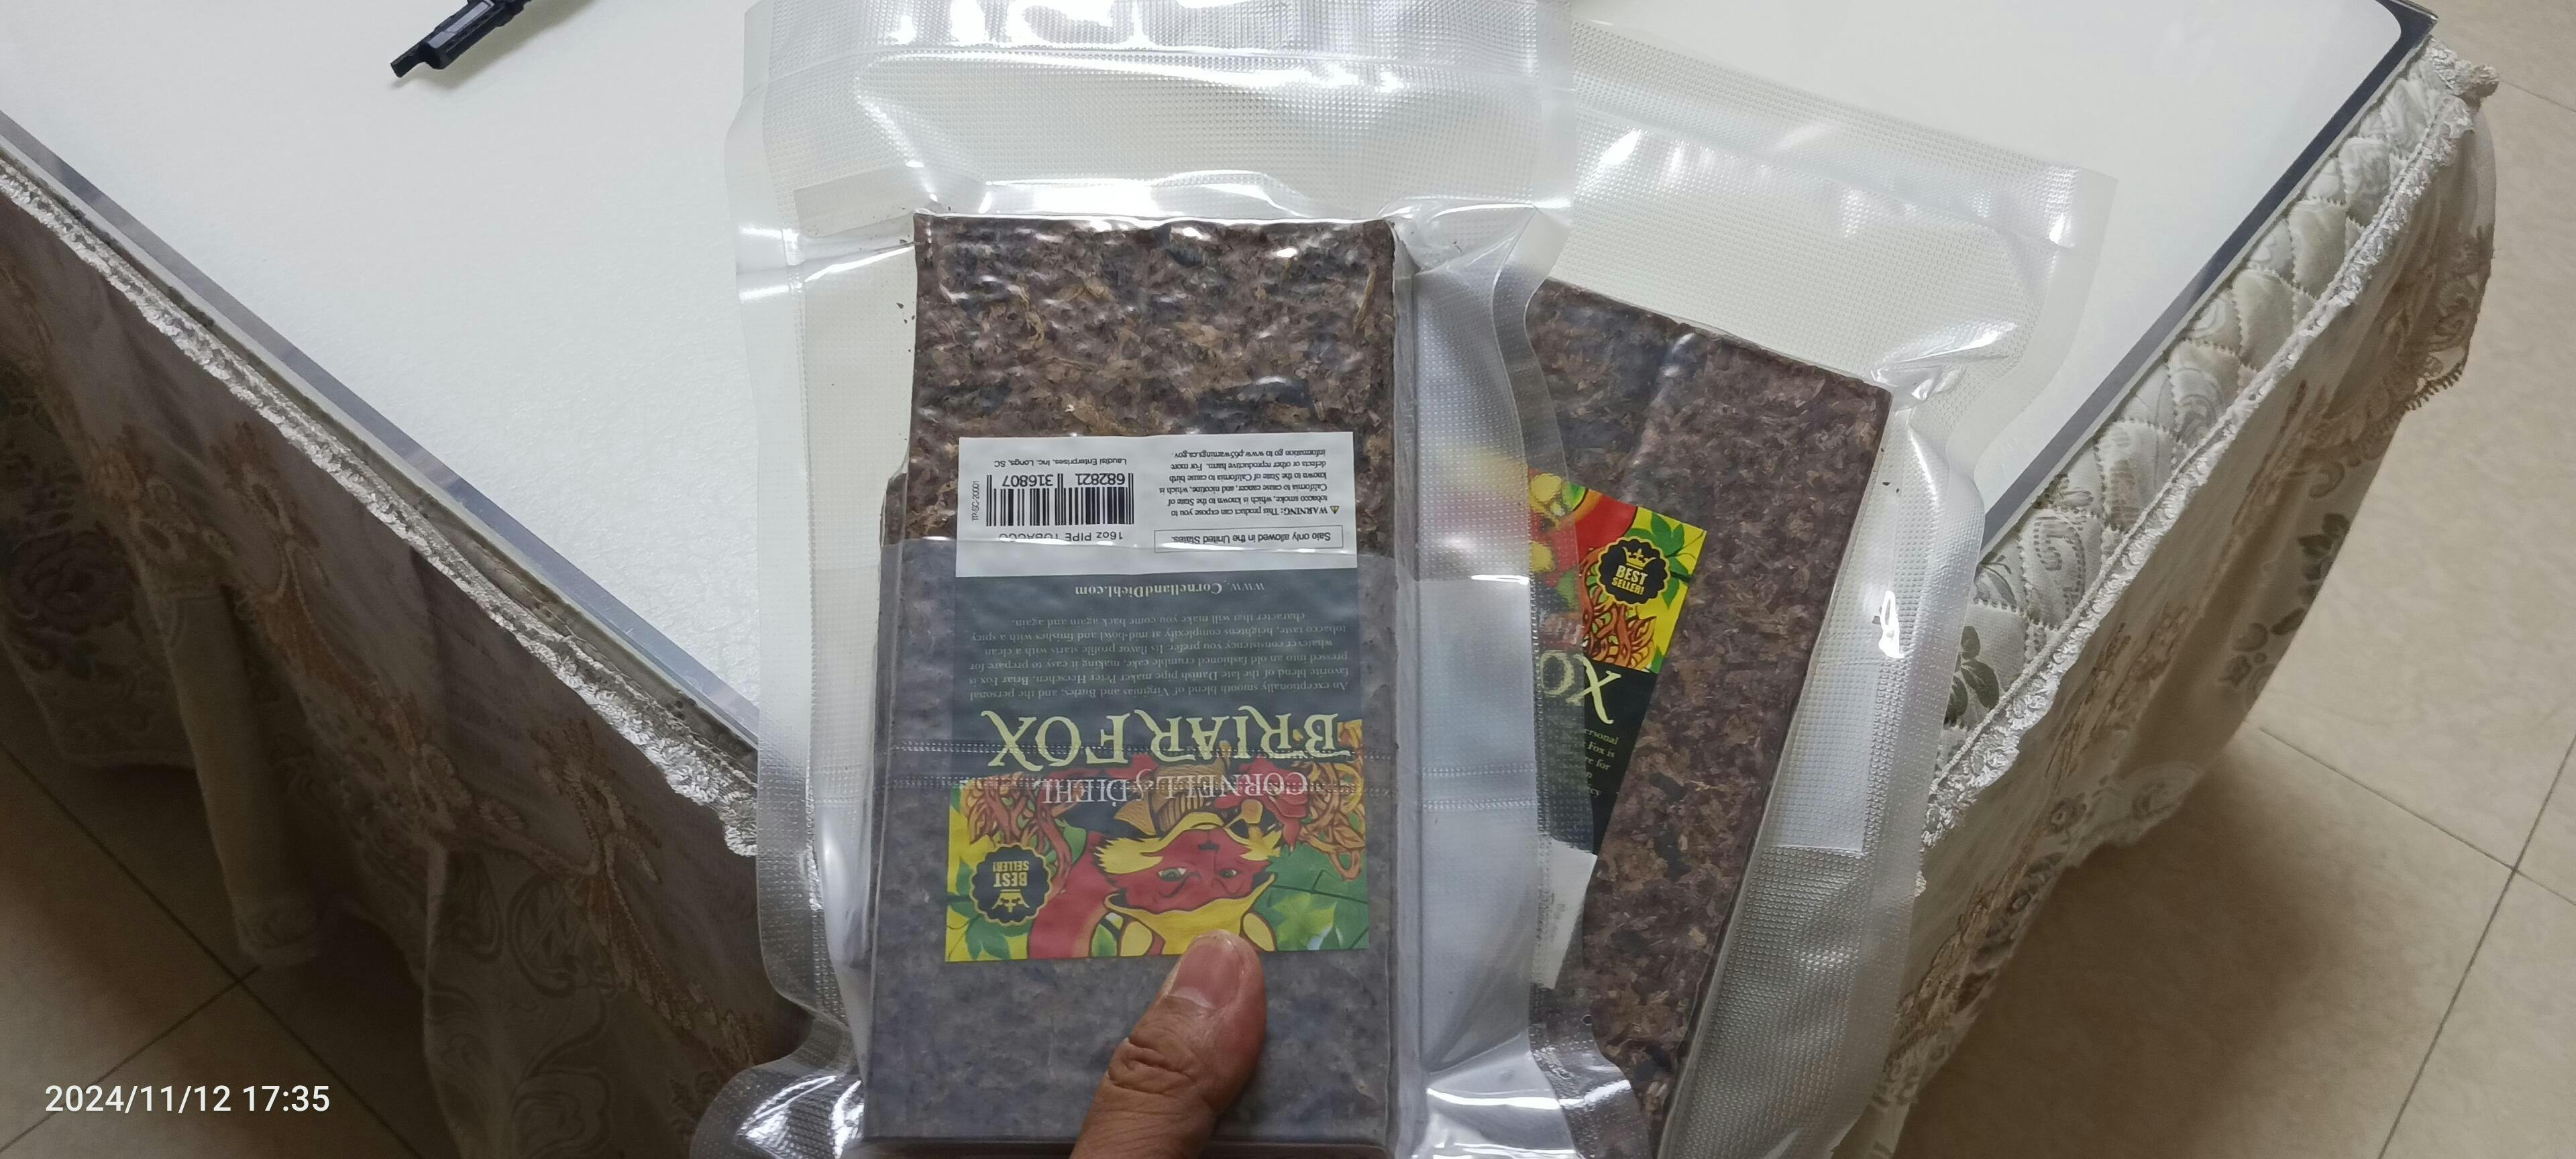 BEST
SELLER!
CORNELL & DIEHL
BRIAR FOX
An exceptionally smooth blend of Virginias and Burley, and the personal
favorite blend of the late Danish pipe maker Peter Heeschen. Briar Fox is
pressed into an old fashioned crumble cake, making it easy to prepare for
whatever consistency you prefer. Its flavor profile starts with a clean
tobacco taste, heightens complexity at mid-bowl and finishes with a spicy
character that will make you come back again and again.
www.CornellandDiehl.com
Sale only allowed in the United States.
⚠ WARNING: This product can expose you to
tobacco smoke, which is known to the State of
California to cause cancer, and nicotine, which is
known to the State of California to cause birth
defects or other reproductive harm. For more
information go to www.p65warnings.ca.gov.
16oz PIPE TOBACCO
682821 316807
Laudisi Enterprises, Inc. Longs, SC
BEST
SELLER!
OX
ersonal
Fox is
re for
2024/11/12 17:35